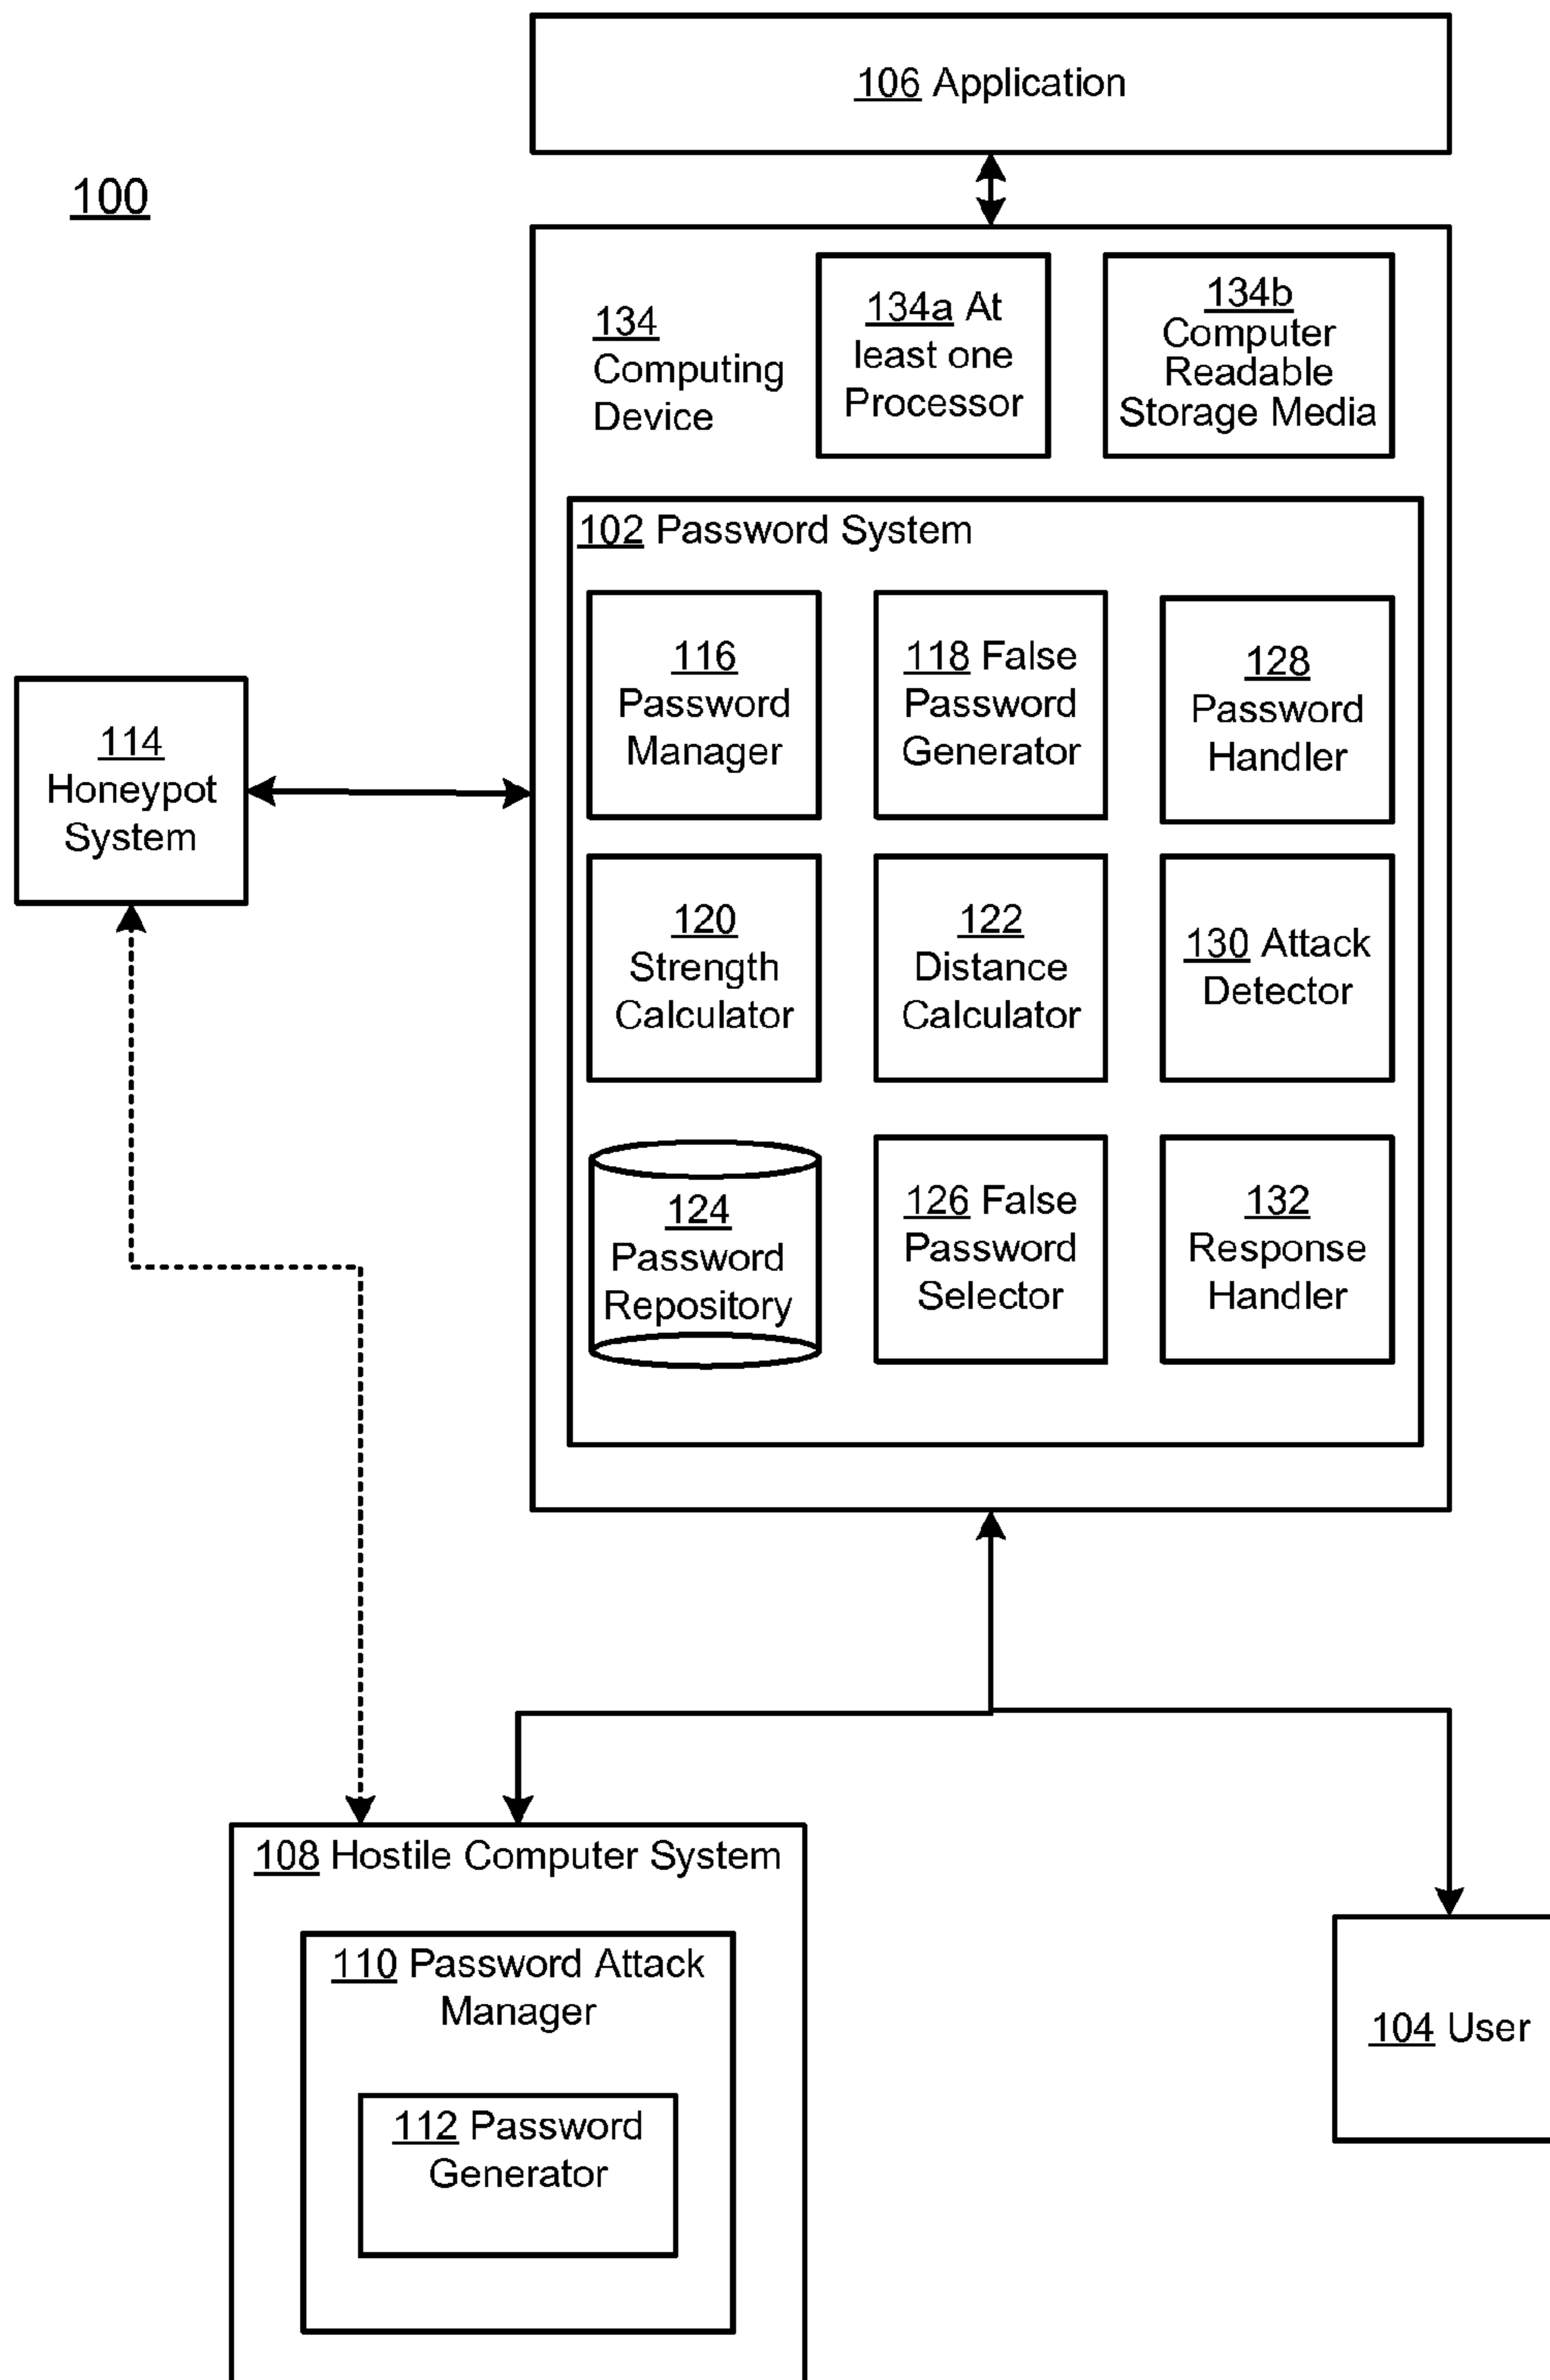 106 Application
100
134
Computing
Device
134a At
least one
Processor
134b
Computer
Readable
Storage Media
102 Password System
116
Password
Manager
118 False
Password
Generator
128
Password
Handler
114
Honeypot
System
120
Strength
Calculator
122
Distance
Calculator
130 Attack
Detector
124
Password
Repository
126 False
Password
Selector
132
Response
Handler
108 Hostile Computer System
110 Password Attack
Manager
112 Password
Generator
104 User